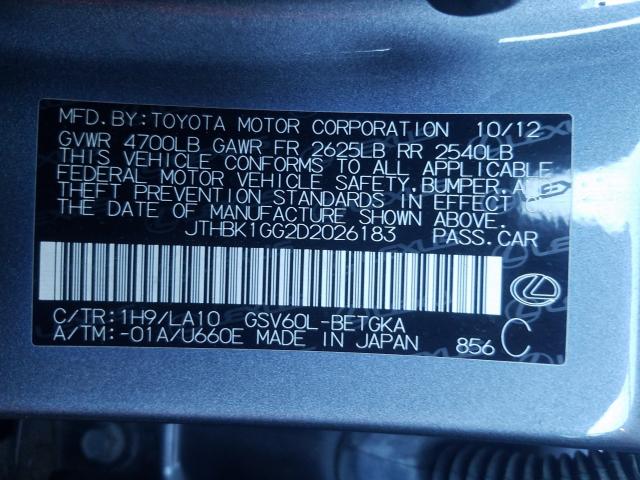 MFD.BY:TOYOTA MOTOR CORPORATION 10/12
GVWR 4700LB GAWR FR 2625LB RR 2540LB
THIS VEHICLE CONFORMS TO ALL APPLICABLE
FEDERAL MOTOR VEHICLE SAFETY,BUMPER,AND
THEFT PREVENTION STANDARDS IN EFFECT ON
THE DATE OF MANUFACTURE SHOWN ABOVE.
JTHBK1GG2D2026183 PASS.CAR
C/TR:1H9/LA10 GSV60L-BETGKA
A/TM:-01A/U660E MADE IN JAPAN 856 C